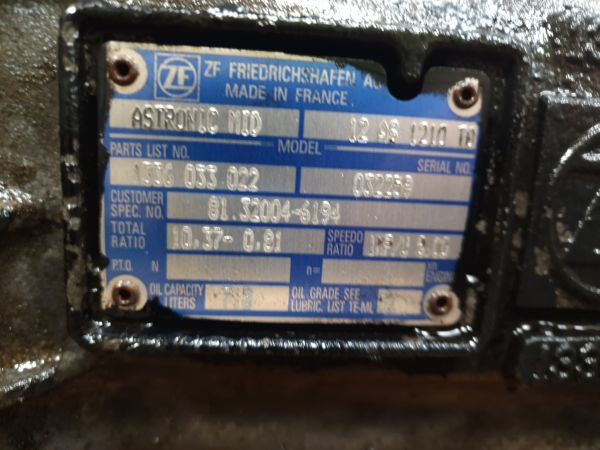 ZF ZF FRIEDRICHSHAFEN AG
MADE IN FRANCE
ASTRONIC MID 12 AS 1210 TO
PARTS LIST NO. MODEL SERIAL NO.
1336 033 022
CUSTOMER SPEC. NO. 81.32004-6194
TOTAL RATIO 10.37- 0.81 SPEEDO RATIO
P.T.O. N n= ENGINE
OIL CAPACITY LITERS OIL GRADE SEE LUBRIC. LIST TE-ML